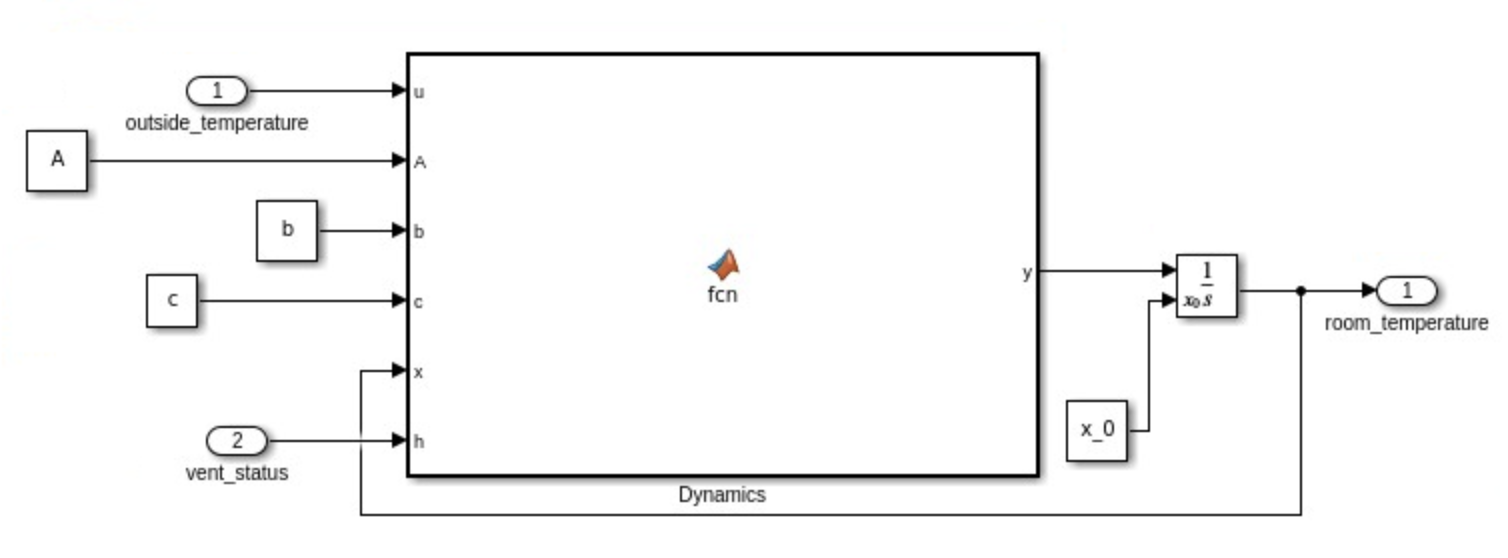 1
u
outside_temperature
A
A
b
b
c
c
x
2
h
vent_status
fcn
y
Dynamics
1
x₀ s
x_0
1
room_temperature